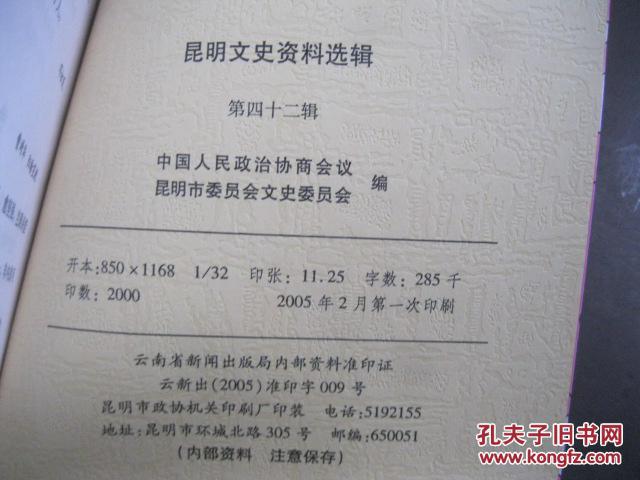 昆明文史资料选辑
第四十二辑
中国人民政治协商会议
昆明市委员会文史委员会 编
开本:850×1168 1/32 印张: 11.25 字数: 285千
印数: 2000 2005年2月第一次印刷
云南省新闻出版局内部资料准印证
云新出(2005)准印字009号
昆明市政协机关印刷厂印装 电话:5192155
地址:昆明市环城北路305号 邮编:650051
(内部资料 注意保存)
孔夫子旧书网
www.kongfz.com